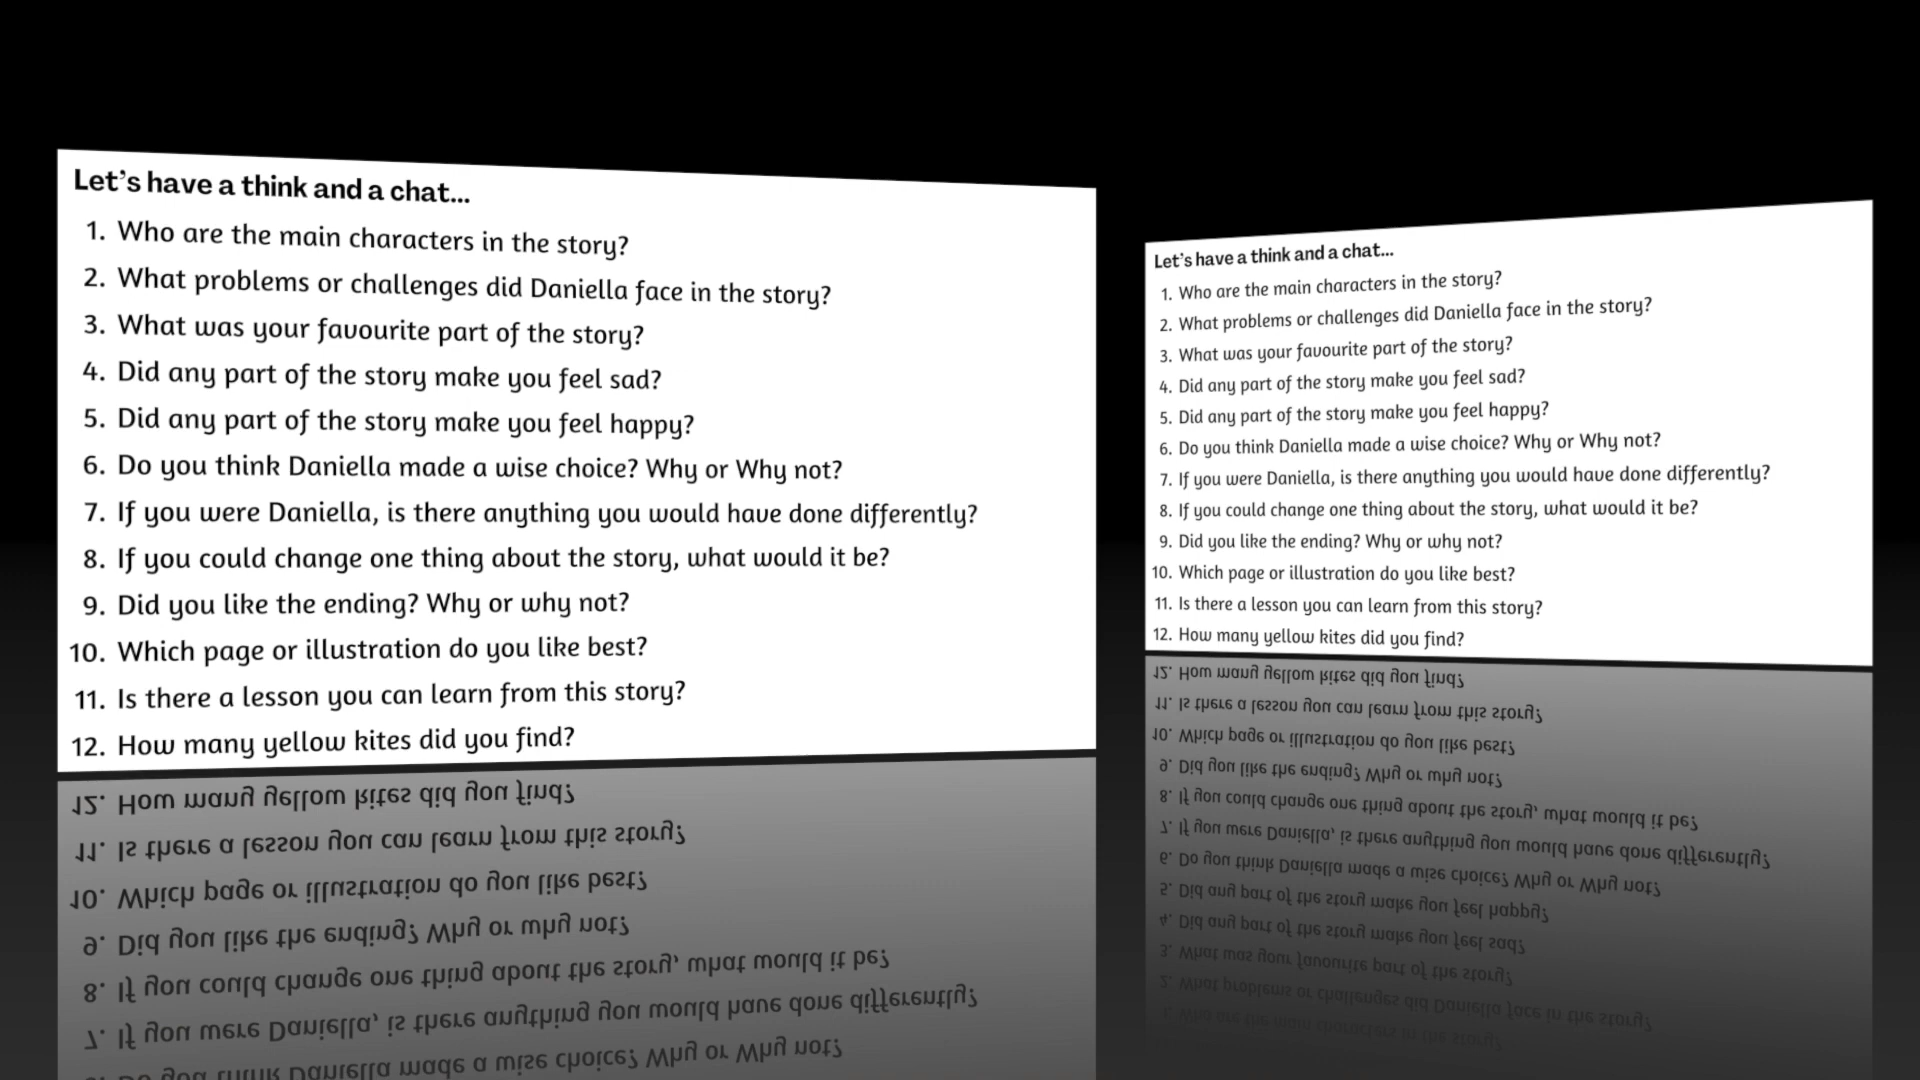 Let's have a think and a chat...
1. Who are the main characters in the story?
2. What problems or challenges did Daniella face in the story?
3. What was your favourite part of the story?
4. Did any part of the story make you feel sad?
5. Did any part of the story make you feel happy?
6. Do you think Daniella made a wise choice? Why or Why not?
7. If you were Daniella, is there anything you would have done differently?
8. If you could change one thing about the story, what would it be?
9. Did you like the ending? Why or why not?
10. Which page or illustration do you like best?
11. Is there a lesson you can learn from this story?
12. How many yellow kites did you find?
Let's have a think and a chat...
1. Who are the main characters in the story?
2. What problems or challenges did Daniella face in the story?
3. What was your favourite part of the story?
4. Did any part of the story make you feel sad?
5. Did any part of the story make you feel happy?
6. Do you think Daniella made a wise choice? Why or Why not?
7. If you were Daniella, is there anything you would have done differently?
8. If you could change one thing about the story, what would it be?
9. Did you like the ending? Why or why not?
10. Which page or illustration do you like best?
11. Is there a lesson you can learn from this story?
12. How many yellow kites did you find?